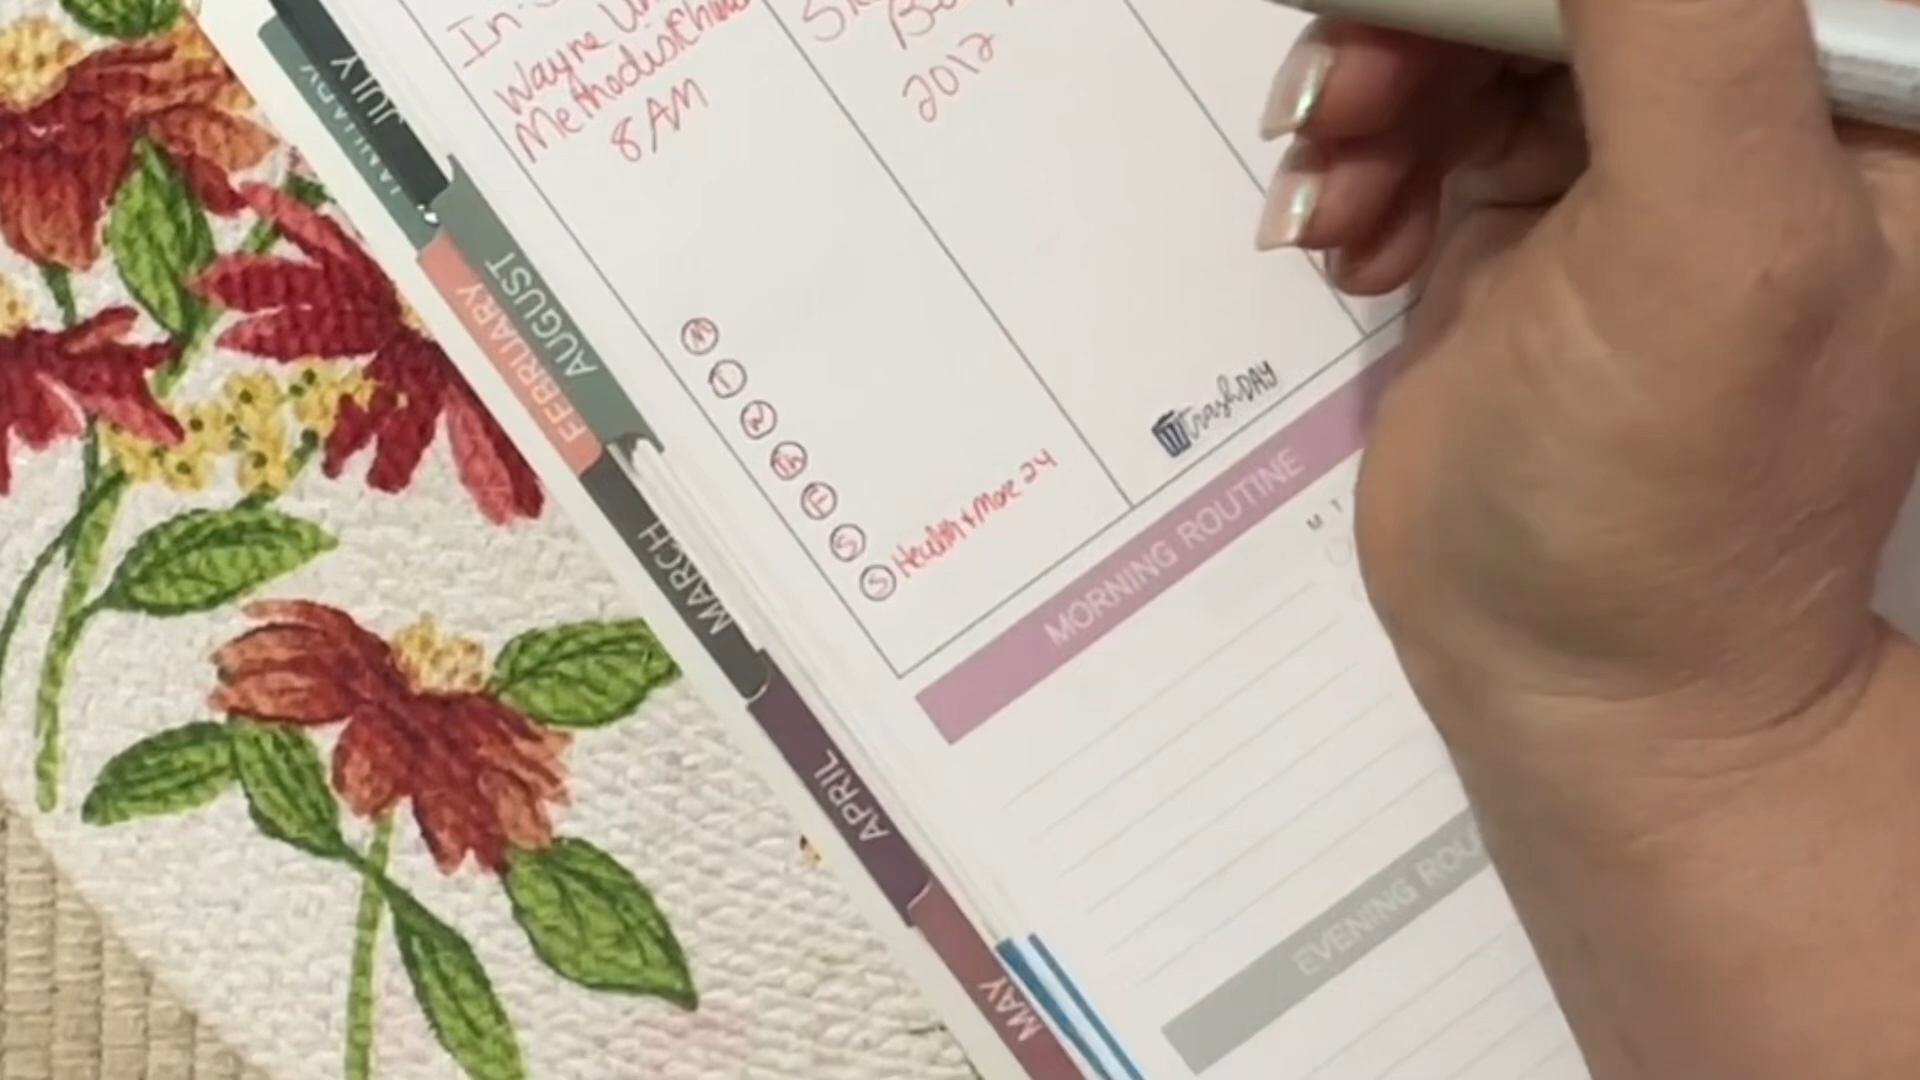 In-
Wayne
Methodist
8 AM
2012
M
T
W
Th
F
S
S Health + More 24
trash DAY
MORNING ROUTINE
M T
EVENING ROU
JULY
JANUARY
AUGUST
FEBRUARY
MARCH
APRIL
MAY